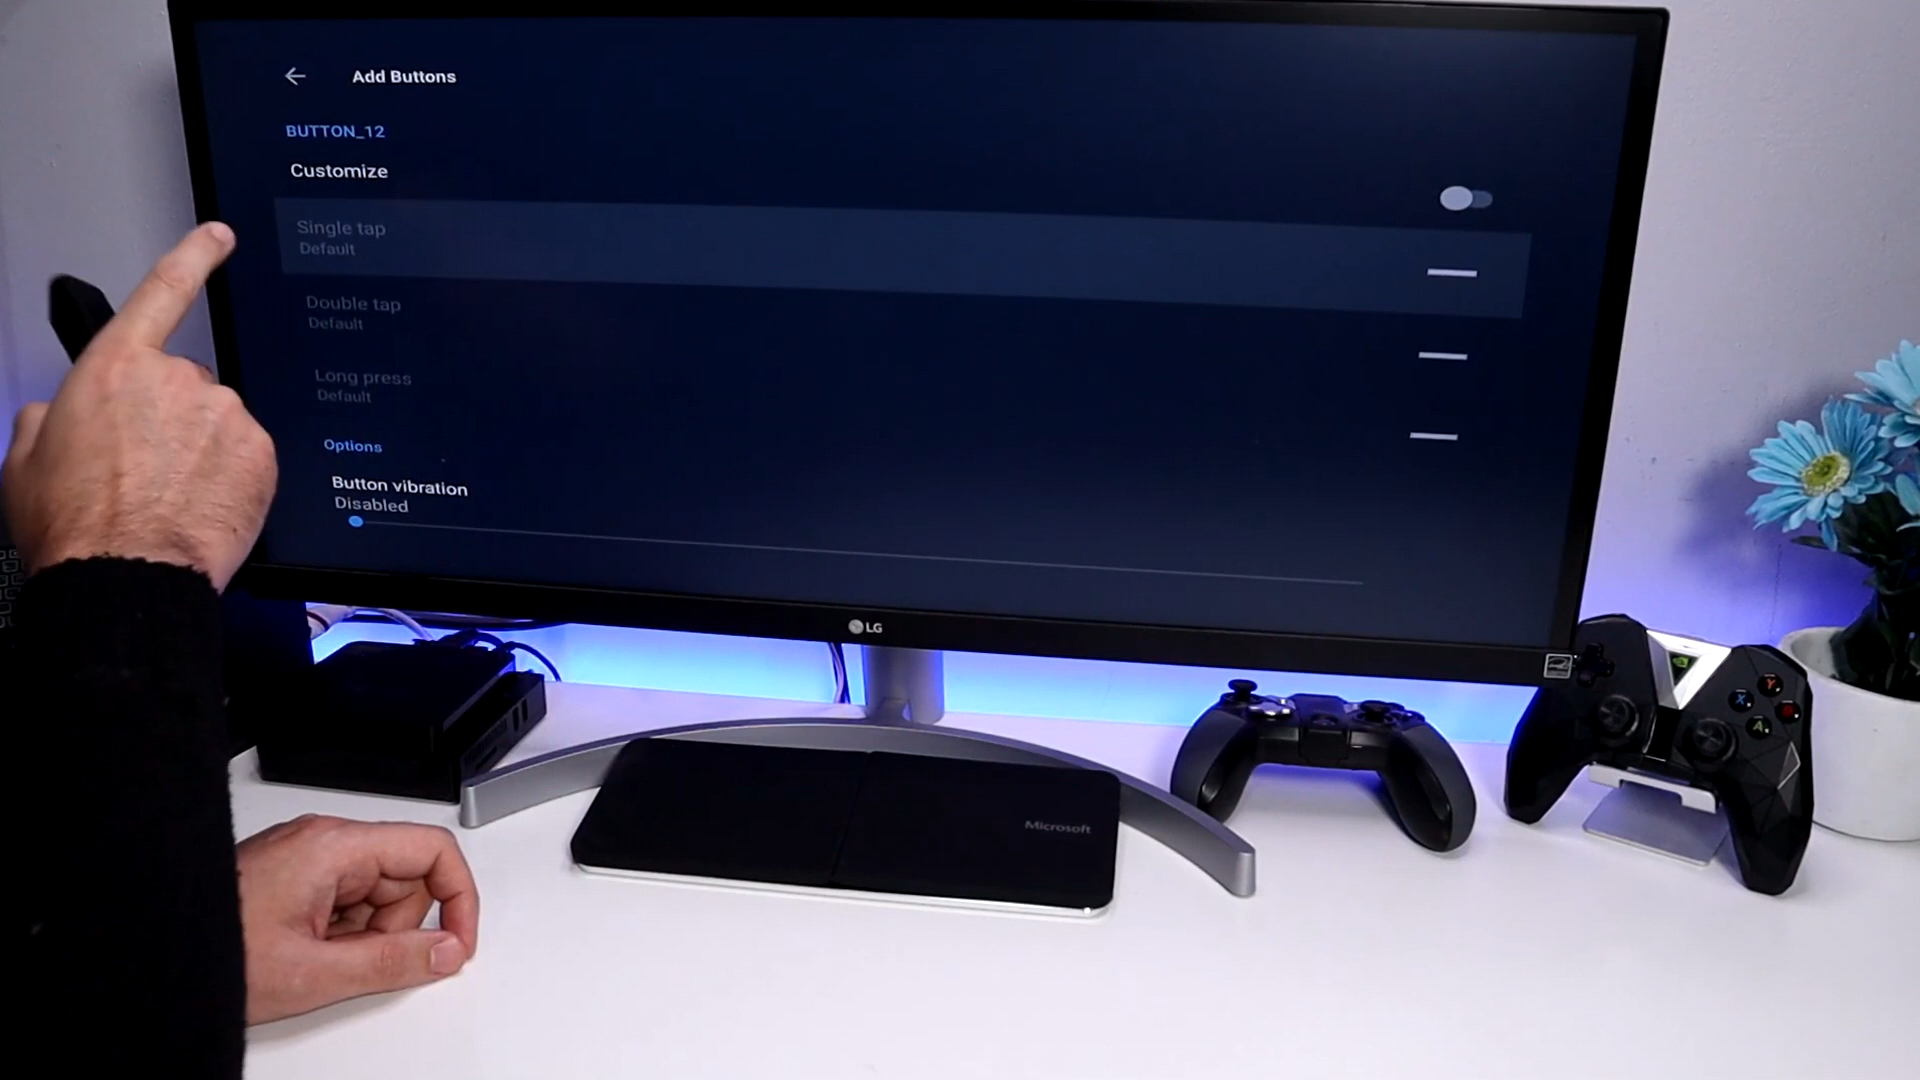 Add Buttons
BUTTON_12
Customize
Single tap
Default
Double tap
Default
Long press
Default
Options
Button vibration
Disabled
LG
Microsoft
Y
X
A